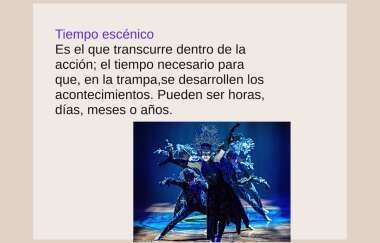 Tiempo escénico
Es el que transcurre dentro de la
acción; el tiempo necesario para
que, en la trampa,se desarrollen los
acontecimientos. Pueden ser horas,
días, meses o años.